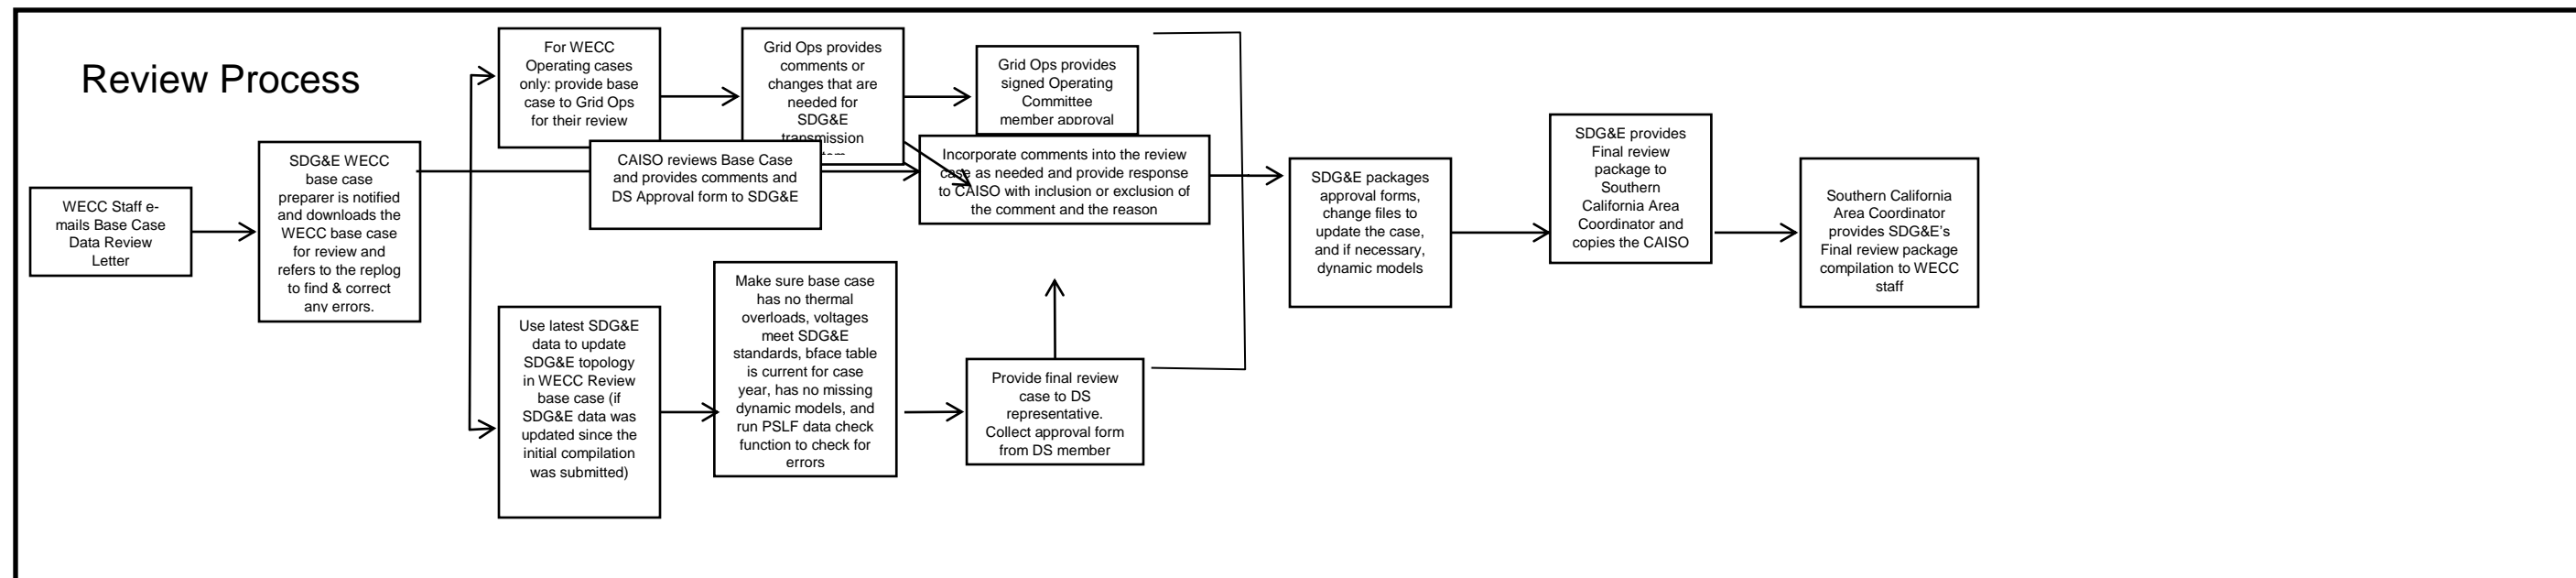 Review Process
WECC Staff e-
mails Base Case
Data Review
Letter
SDG&E WECC
base case
preparer is notified
and downloads the
WECC base case
for review and
refers to the replog
to find & correct
any errors.
For WECC
Operating cases
only: provide base
case to Grid Ops
for their review
Grid Ops provides
comments or
changes that are
needed for
SDG&E
transmission
Grid Ops provides
signed Operating
Committee
member approval
CAISO reviews Base Case
and provides comments and
DS Approval form to SDG&E
Incorporate comments into the review
case as needed and provide response
to CAISO with inclusion or exclusion of
the comment and the reason
Use latest SDG&E
data to update
SDG&E topology
in WECC Review
base case (if
SDG&E data was
updated since the
initial compilation
was submitted)
Make sure base case
has no thermal
overloads, voltages
meet SDG&E
standards, bface table
is current for case
year, has no missing
dynamic models, and
run PSLF data check
function to check for
errors
Provide final review
case to DS
representative.
Collect approval form
from DS member
SDG&E packages
approval forms,
change files to
update the case,
and if necessary,
dynamic models
SDG&E provides
Final review
package to
Southern
California Area
Coordinator and
copies the CAISO
Southern California
Area Coordinator
provides SDG&E’s
Final review package
compilation to WECC
staff